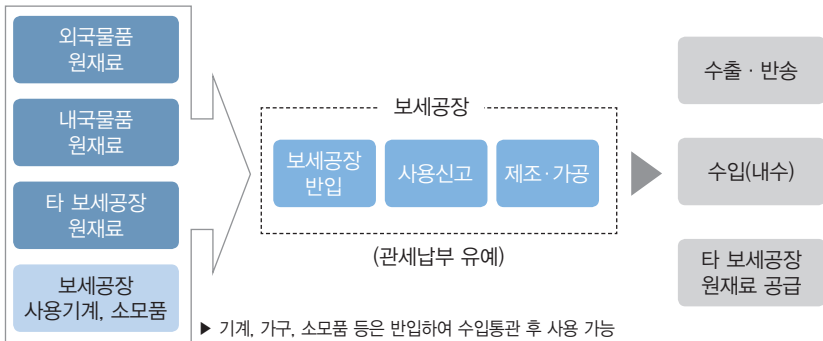 외국물품
원재료
내국물품
원재료
타 보세공장
원재료
보세공장
사용기계, 소모품
보세공장
보세공장
반입
사용신고
제조·가공
(관세납부 유예)
▶ 기계, 가구, 소모품 등은 반입하여 수입통관 후 사용 가능
수출 · 반송
수입(내수)
타 보세공장
원재료 공급